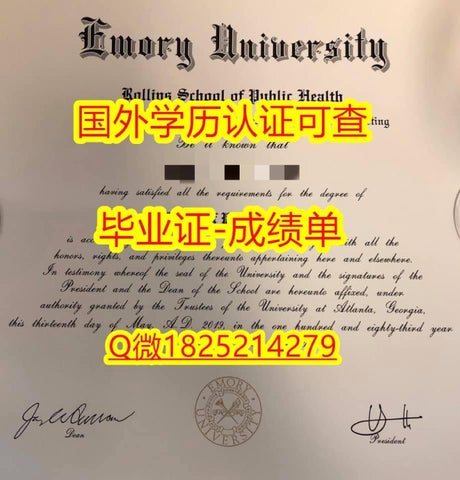 Emory University
Rollins School of Public Health
国外学历认证可查
Be it known that
having satisfied all the requirements for the degree of
毕业证-成绩单
is
with all the
honors, rights, and privileges thereunto appertaining here and elsewhere.
In testimony whereof the seal of the University and the signatures of the
President and the Dean of the School are hereunto affixed, under
authority granted by the Trustees of the University at Atlanta, Georgia,
this thirteenth day of May, A.D. 2019, in the one hundred and eighty-third year
Q微1825214279
EMORY
UNIVERSITY
Dean
President